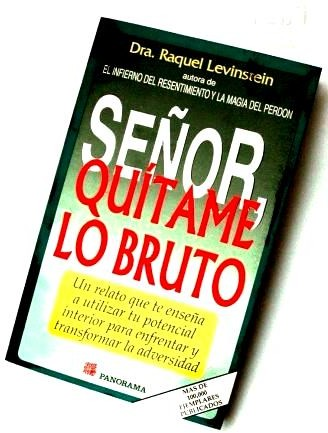 Dra. Raquel Levinstein
autora de
EL INFIERNO DEL RESENTIMIENTO Y LA MAGIA DEL PERDON
SEÑOR,
QUÍTAME
LO BRUTO
Un relato que te enseña
a utilizar tu potencial
interior para enfrentar y
transformar la adversidad
PANORAMA
MAS DE
100,000
EJEMPLARES
PUBLICADOS